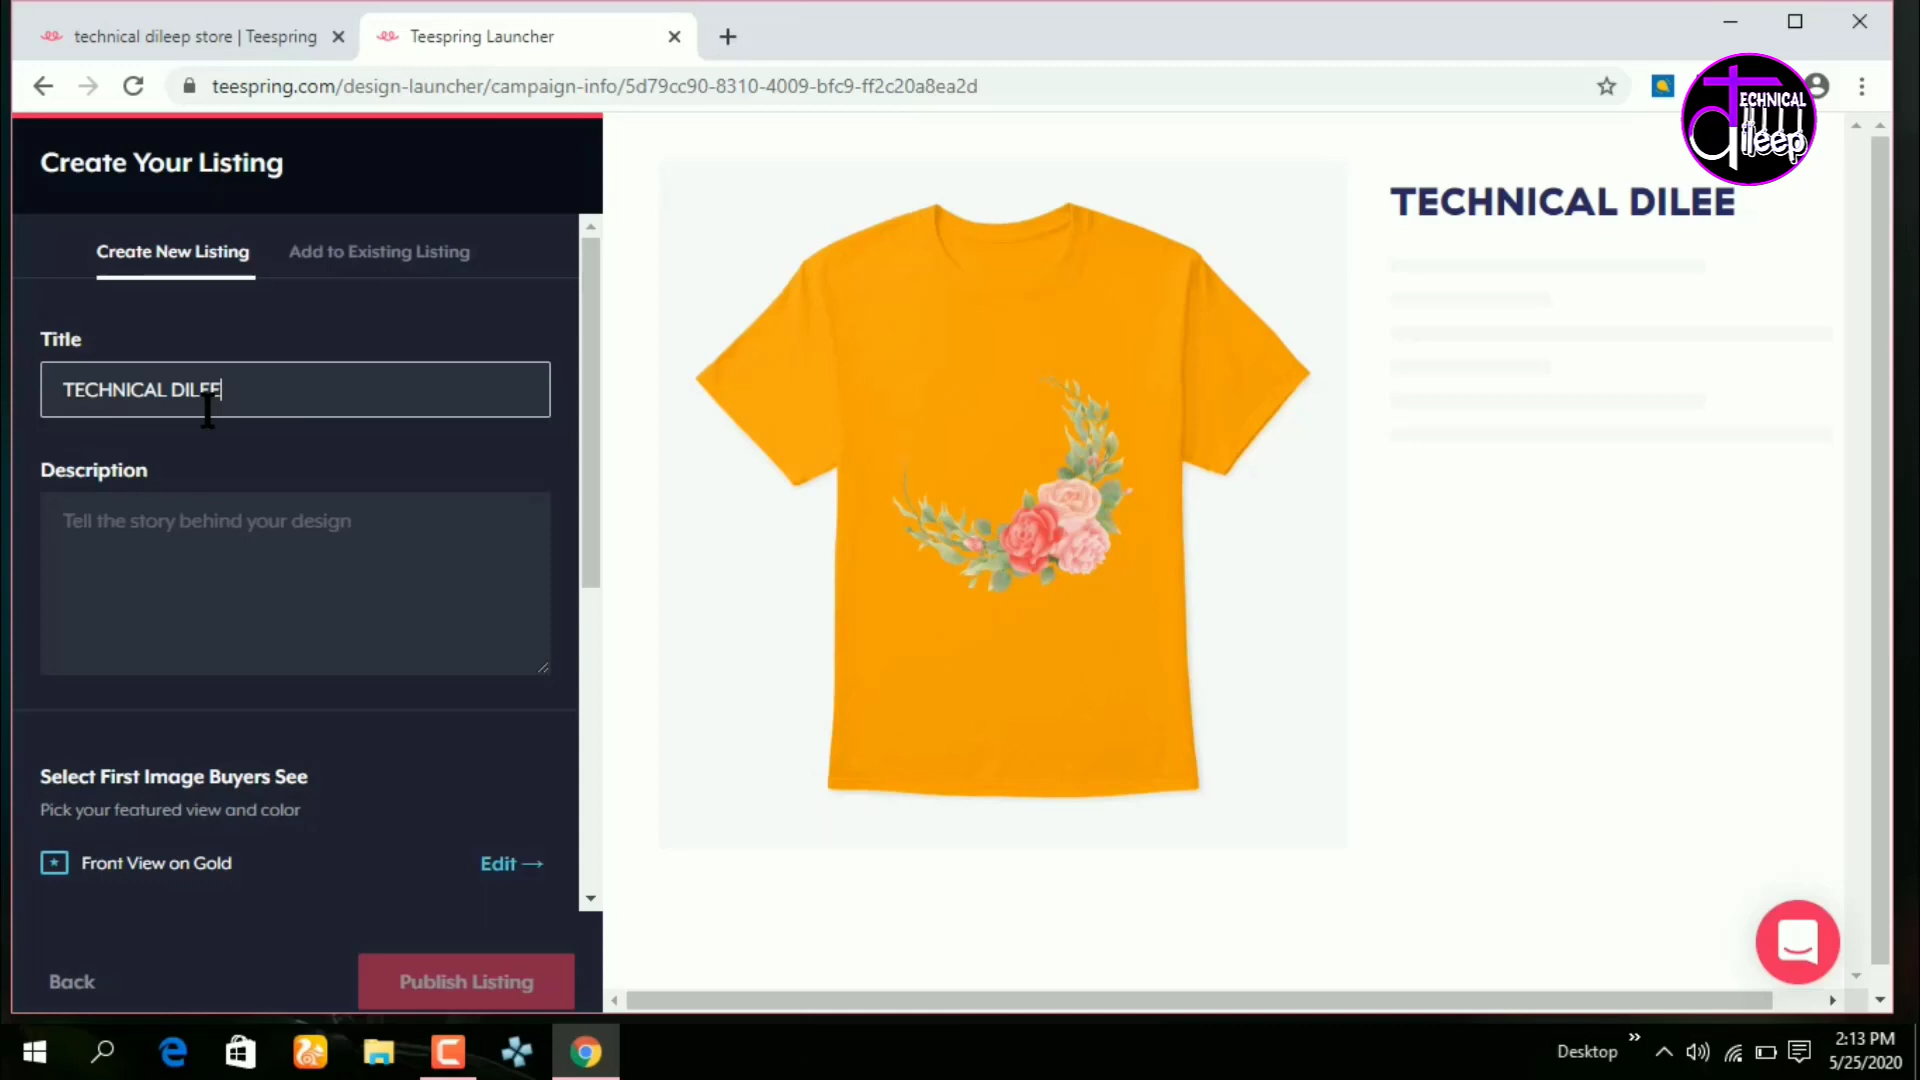 technical dileep store | Teespring
Teespring Launcher
teespring.com/design-launcher/campaign-info/5d79cc90-8310-4009-bfc9-ff2c20a8ea2d
TECHNICAL
dileep
Create Your Listing
TECHNICAL DILEE
Create New Listing
Add to Existing Listing
Title
TECHNICAL DILEE
Description
Tell the story behind your design
Select First Image Buyers See
Pick your featured view and color
Front View on Gold
Edit →
Back
Publish Listing
Desktop
2:13 PM
5/25/2020